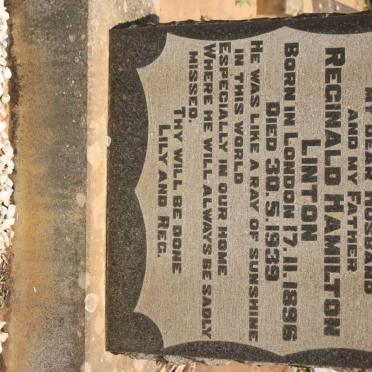 MY DEAR HUSBAND
AND MY FATHER
REGINALD HAMILTON
LINTON
BORN IN LONDON 17.11.1896
DIED 30.5.1939
HE WAS LIKE A RAY OF SUNSHINE
IN THIS WORLD
ESPECIALLY IN OUR HOME
WHERE HE WILL ALWAYS BE SADLY
MISSED.
THY WILL BE DONE
LILY AND REG.